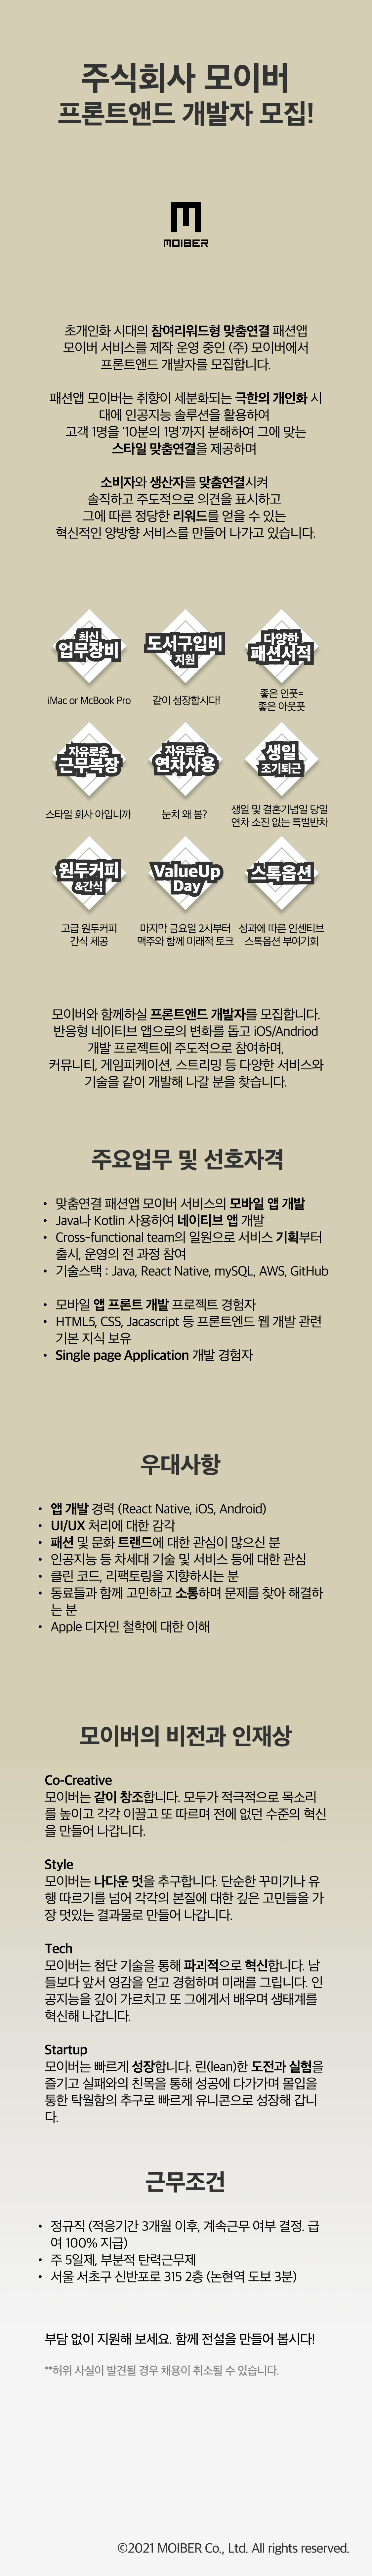 주식회사 모이버
프론트앤드 개발자 모집!
MOIBER
초개인화 시대의 참여리워드형 맞춤연결 패션앱
모이버 서비스를 제작 운영 중인 (주) 모이버에서
프론트앤드 개발자를 모집합니다.
패션앱 모이버는 취향이 세분화되는 극한의 개인화 시
대에 인공지능 솔루션을 활용하여
고객 1명을 '10분의 1명'까지 분해하여 그에 맞는
스타일 맞춤연결을 제공하며
소비자와 생산자를 맞춤연결시켜
솔직하고 주도적으로 의견을 표시하고
그에 따른 정당한 리워드를 얻을 수 있는
혁신적인 양방향 서비스를 만들어 나가고 있습니다.
최신
업무장비
iMac or McBook Pro
도서구입비
지원
같이 성장합시다!
다양한
패션서적
좋은 인풋=
좋은 아웃풋
자유로운
근무복장
스타일 회사 아입니까
자유로운
연차사용
눈치 왜 봄?
생일
조기퇴근
생일 및 결혼기념일 당일
연차 소진 없는 특별반차
원두커피
&간식
고급 원두커피
간식 제공
ValueUp
Day
마지막 금요일 2시부터
맥주와 함께 미래적 토크
스톡옵션
성과에 따른 인센티브
스톡옵션 부여기회
모이버와 함께하실 프론트앤드 개발자를 모집합니다.
반응형 네이티브 앱으로의 변화를 돕고 iOS/Andriod
개발 프로젝트에 주도적으로 참여하며,
커뮤니티, 게임피케이션, 스트리밍 등 다양한 서비스와
기술을 같이 개발해 나갈 분을 찾습니다.
주요업무 및 선호자격
• 맞춤연결 패션앱 모이버 서비스의 모바일 앱 개발
• Java나 Kotlin 사용하여 네이티브 앱 개발
• Cross-functional team의 일원으로 서비스 기획부터
출시, 운영의 전 과정 참여
• 기술스택 : Java, React Native, mySQL, AWS, GitHub
• 모바일 앱 프론트 개발 프로젝트 경험자
• HTML5, CSS, Jacascript 등 프론트엔드 웹 개발 관련
기본 지식 보유
• Single page Application 개발 경험자
우대사항
• 앱 개발 경력 (React Native, iOS, Android)
• UI/UX 처리에 대한 감각
• 패션 및 문화 트랜드에 대한 관심이 많으신 분
• 인공지능 등 차세대 기술 및 서비스 등에 대한 관심
• 클린 코드, 리팩토링을 지향하시는 분
• 동료들과 함께 고민하고 소통하며 문제를 찾아 해결하
는 분
• Apple 디자인 철학에 대한 이해
모이버의 비전과 인재상
Co-Creative
모이버는 같이 창조합니다. 모두가 적극적으로 목소리
를 높이고 각각 이끌고 또 따르며 전에 없던 수준의 혁신
을 만들어 나갑니다.
Style
모이버는 나다운 멋을 추구합니다. 단순한 꾸미기나 유
행 따르기를 넘어 각각의 본질에 대한 깊은 고민들을 가
장 멋있는 결과물로 만들어 나갑니다.
Tech
모이버는 첨단 기술을 통해 파괴적으로 혁신합니다. 남
들보다 앞서 영감을 얻고 경험하며 미래를 그립니다. 인
공지능을 깊이 가르치고 또 그에게서 배우며 생태계를
혁신해 나갑니다.
Startup
모이버는 빠르게 성장합니다. 린(lean)한 도전과 실험을
즐기고 실패와의 친목을 통해 성공에 다가가며 몰입을
통한 탁월함의 추구로 빠르게 유니콘으로 성장해 갑니
다.
근무조건
• 정규직 (적응기간 3개월 이후, 계속근무 여부 결정. 급
여 100% 지급)
• 주 5일제, 부분적 탄력근무제
• 서울 서초구 신반포로 315 2층 (논현역 도보 3분)
부담 없이 지원해 보세요. 함께 전설을 만들어 봅시다!
**허위 사실이 발견될 경우 채용이 취소될 수 있습니다.
©2021 MOIBER Co., Ltd. All rights reserved.